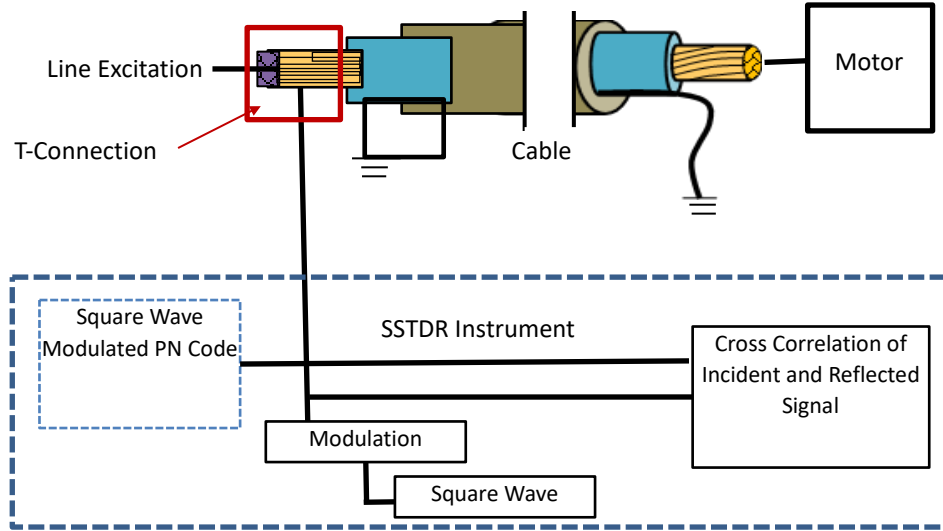 Line Excitation
Motor
T-Connection
Cable
Square Wave
Modulated PN Code
SSTDR Instrument
Cross Correlation of
Incident and Reflected
Signal
Modulation
Square Wave